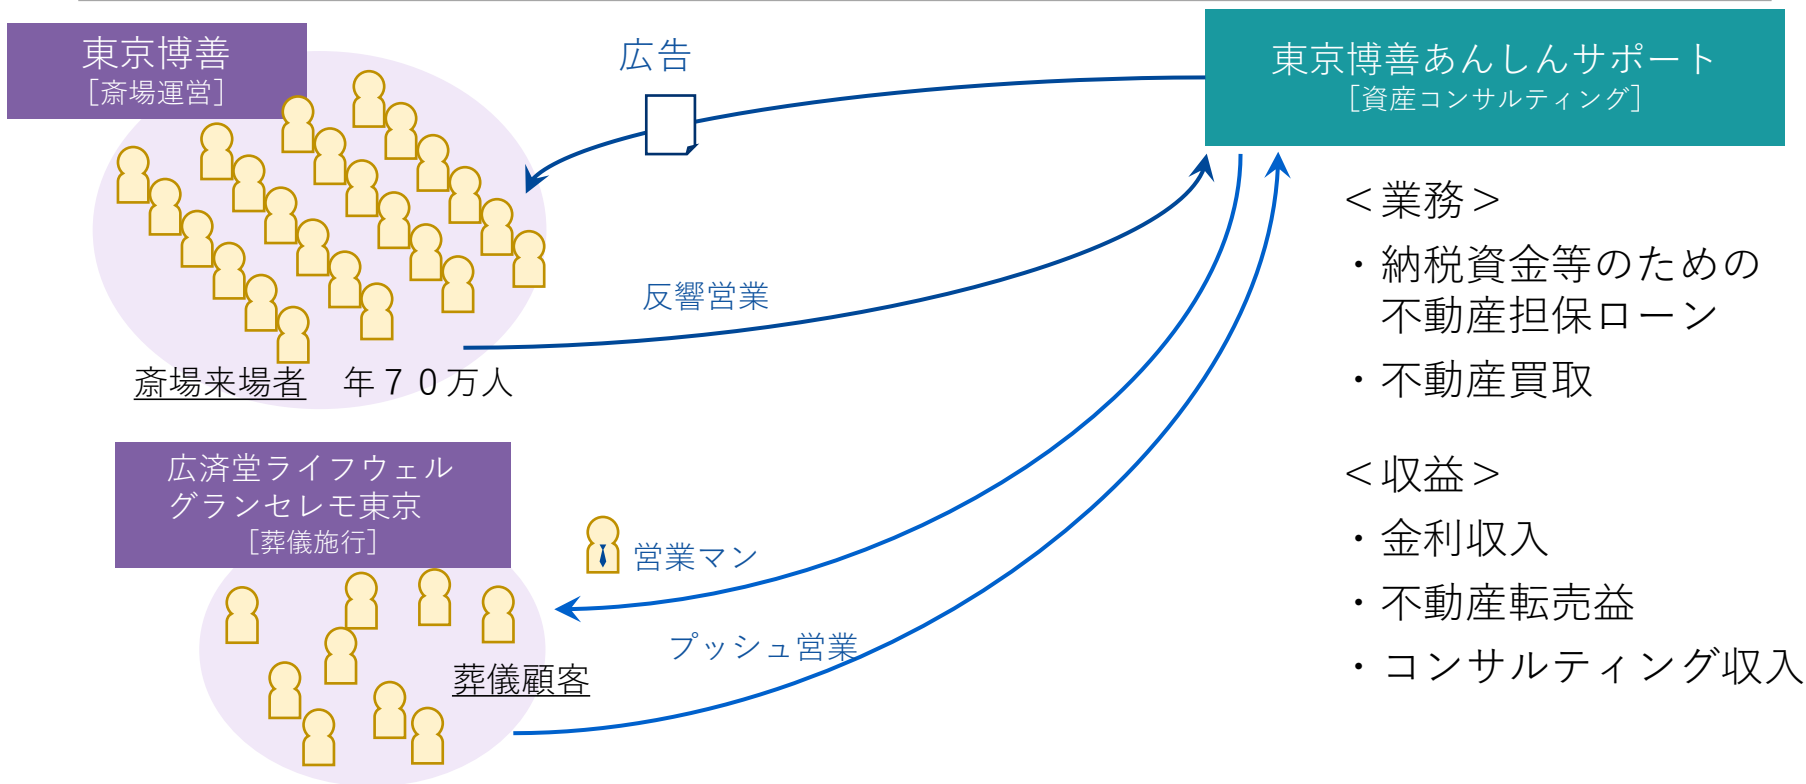 東京博善
［斎場運営］
広告
東京博善あんしんサポート
［資産コンサルティング］
反響営業
斎場来場者　年７０万人
＜業務＞
・納税資金等のための
不動産担保ローン
・不動産買取
広済堂ライフウェル
グランセレモ東京
［葬儀施行］
営業マン
プッシュ営業
葬儀顧客
＜収益＞
・金利収入
・不動産転売益
・コンサルティング収入